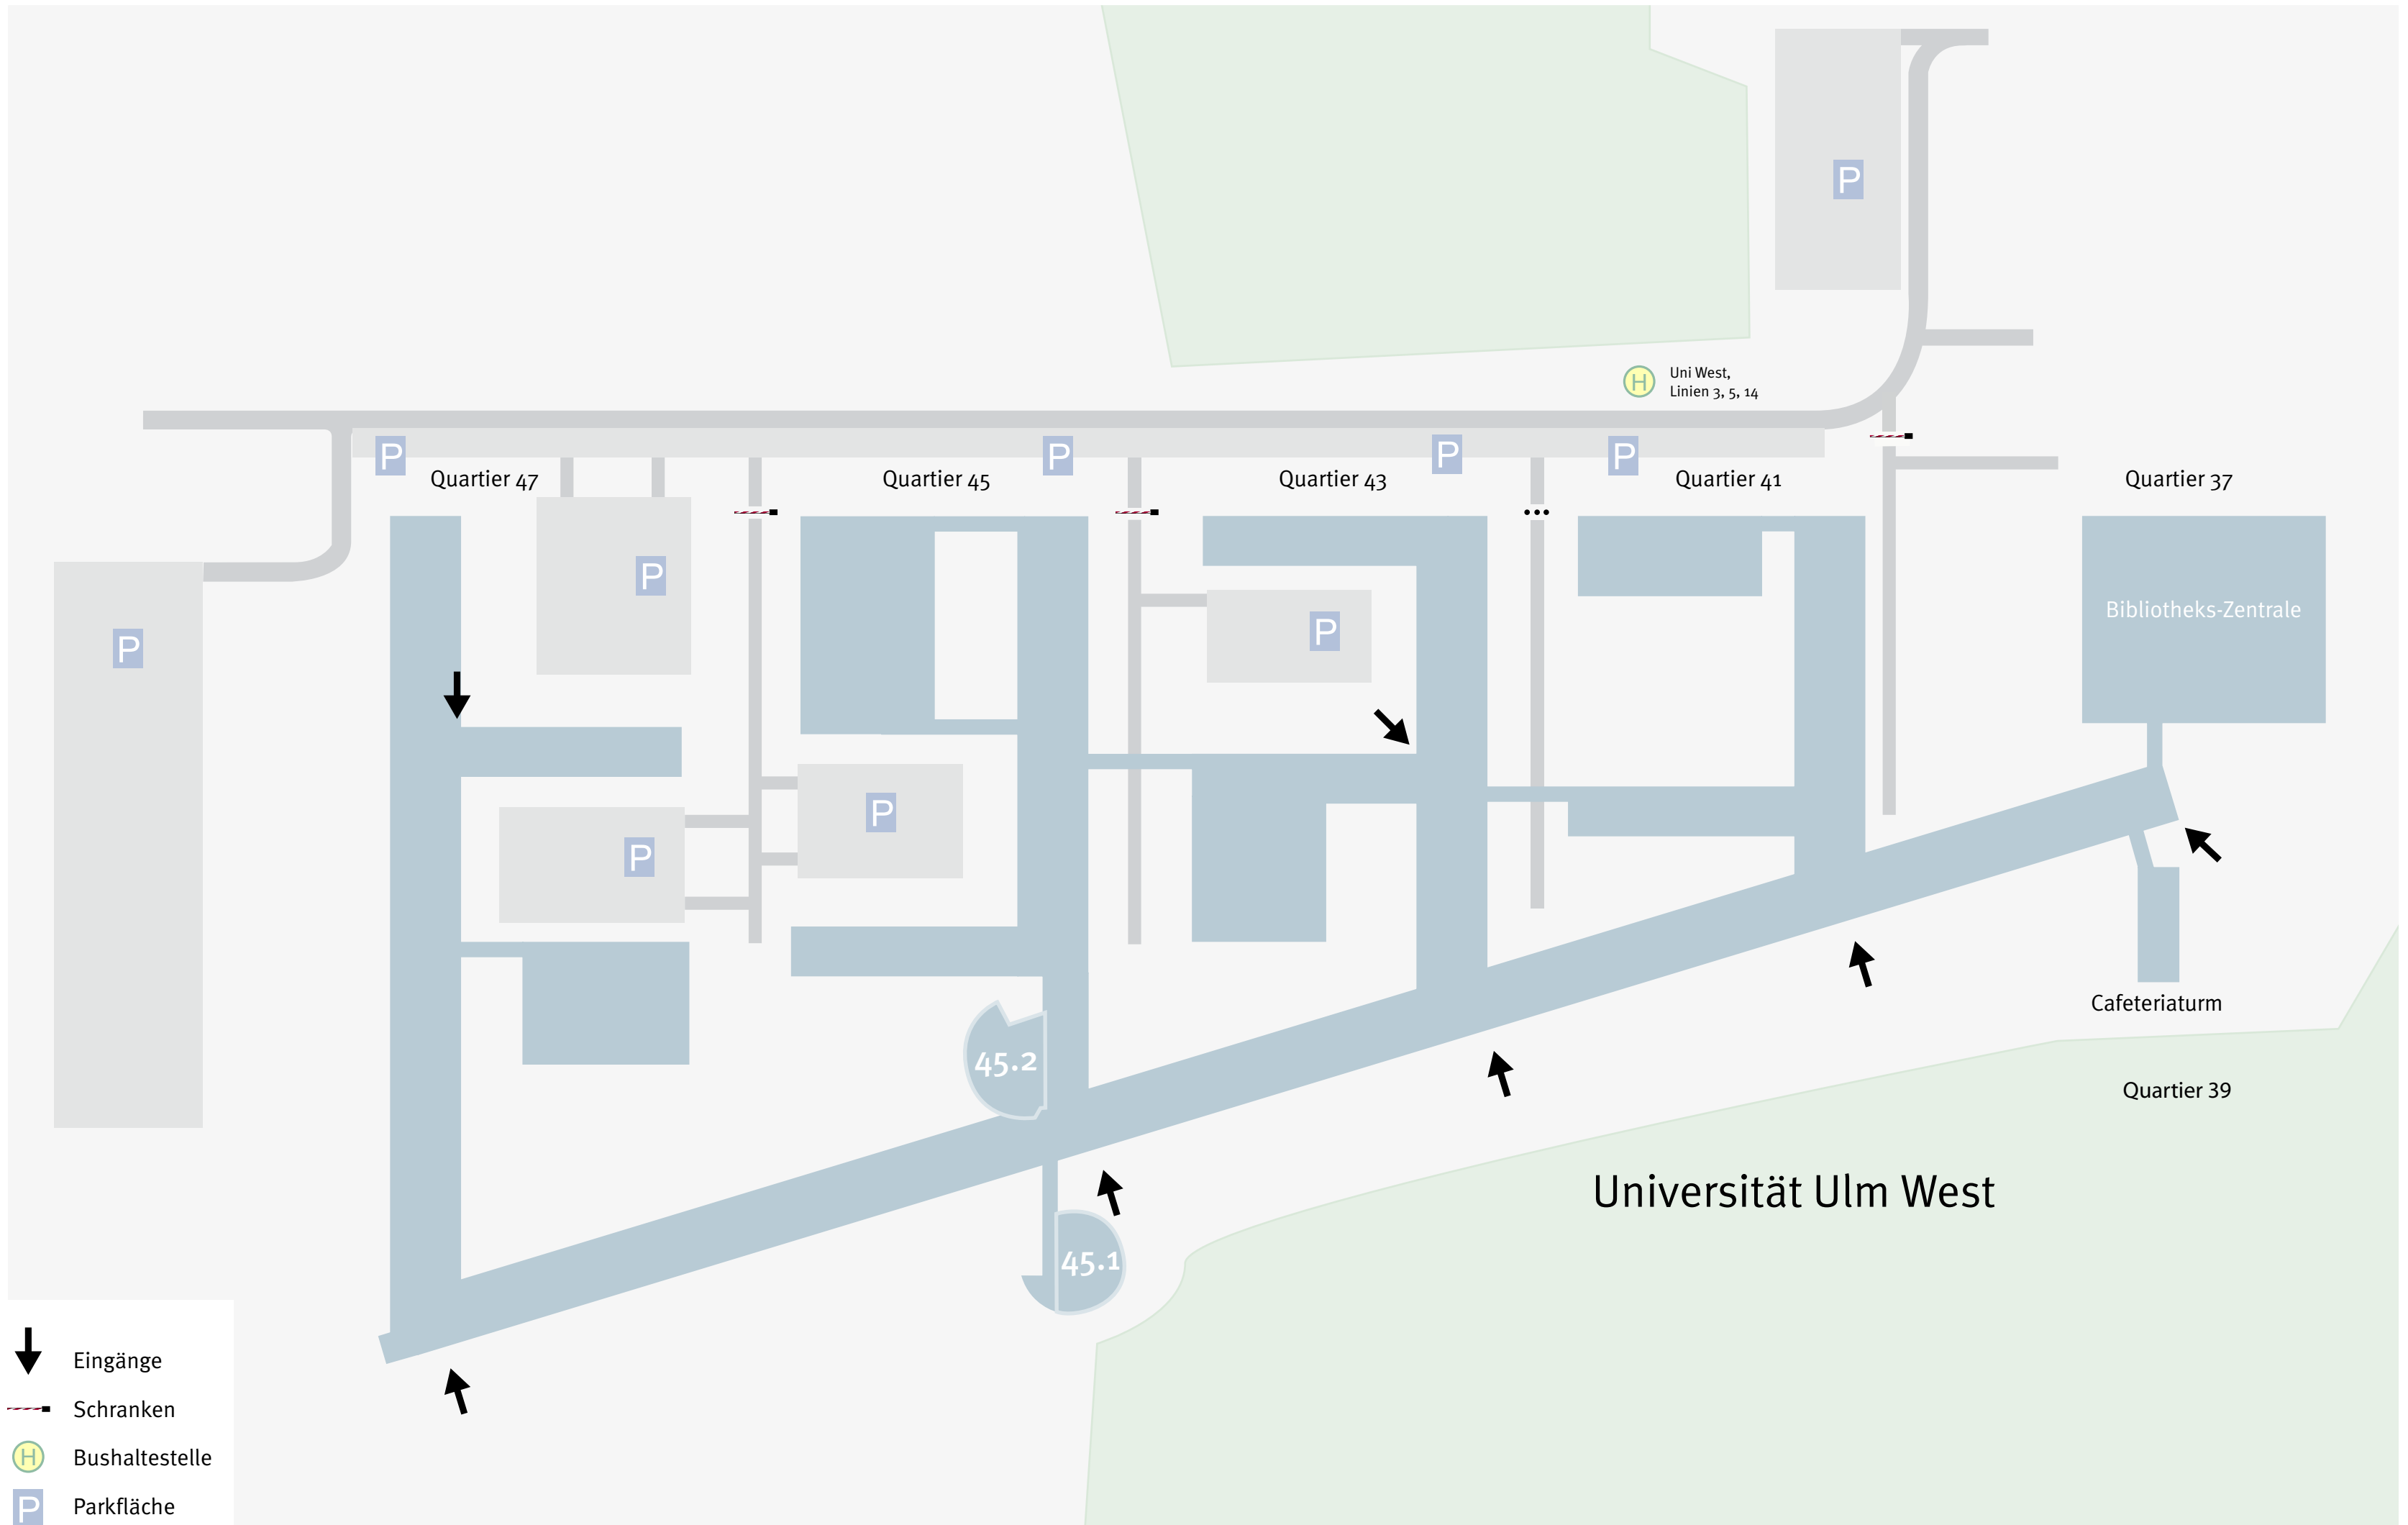 P
H
Uni West,
Linien 3, 5, 14
P
P
P
P
Quartier 47
Quartier 45
Quartier 43
Quartier 41
Quartier 37
P
Bibliotheks-Zentrale
P
P
P
P
Cafeteriaturm
45.2
Quartier 39
Universität Ulm West
45.1
Eingänge
Schranken
H Bushaltestelle
P Parkfläche